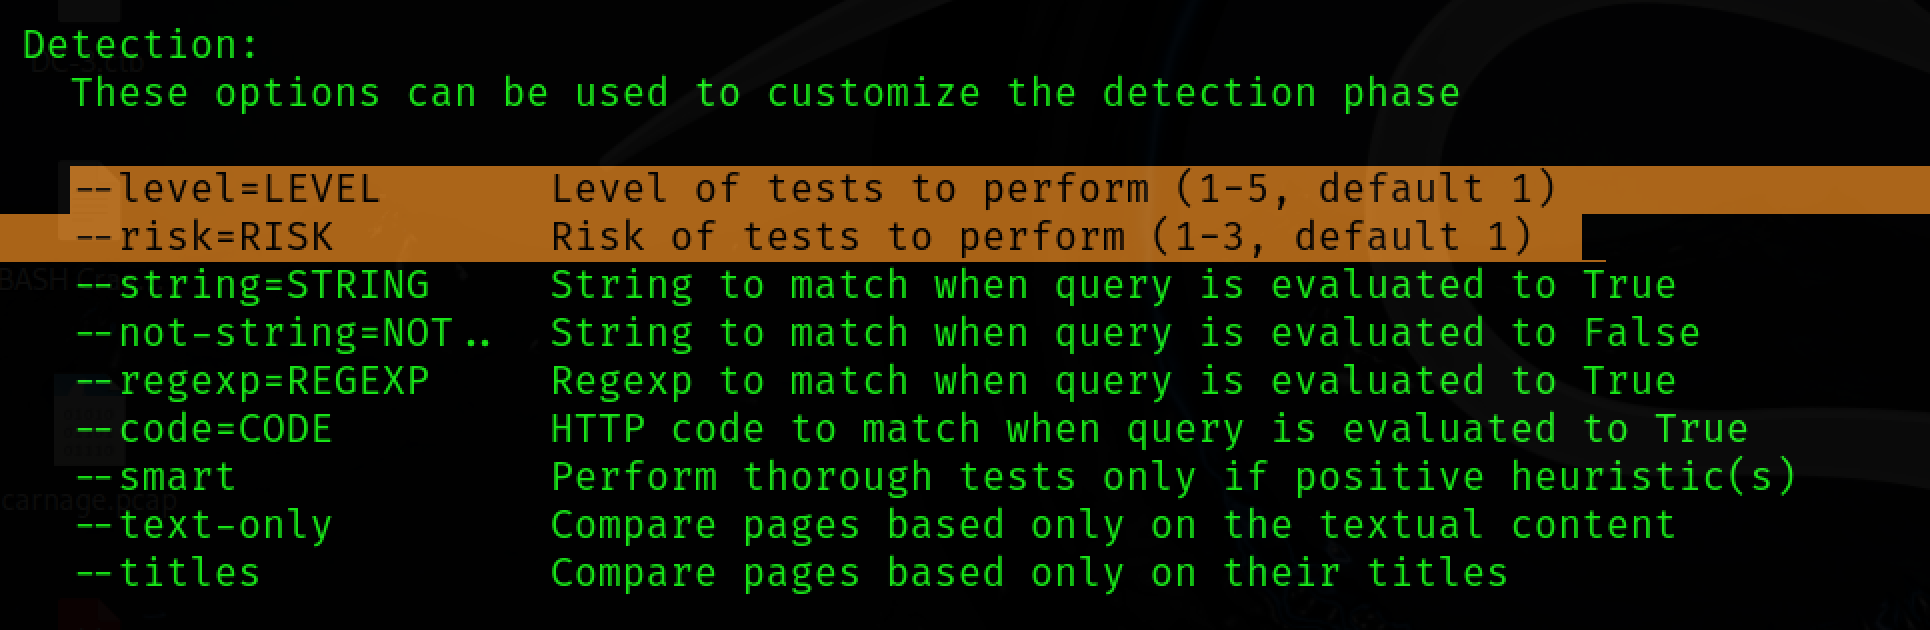 Detection:
These options can be used to customize the detection phase
--level=LEVEL Level of tests to perform (1-5, default 1)
--risk=RISK Risk of tests to perform (1-3, default 1)
--string=STRING String to match when query is evaluated to True
--not-string=NOT.. String to match when query is evaluated to False
--regexp=REGEXP Regexp to match when query is evaluated to True
--code=CODE HTTP code to match when query is evaluated to True
--smart Perform thorough tests only if positive heuristic(s)
--text-only Compare pages based only on the textual content
--titles Compare pages based only on their titles
carnage.pcap